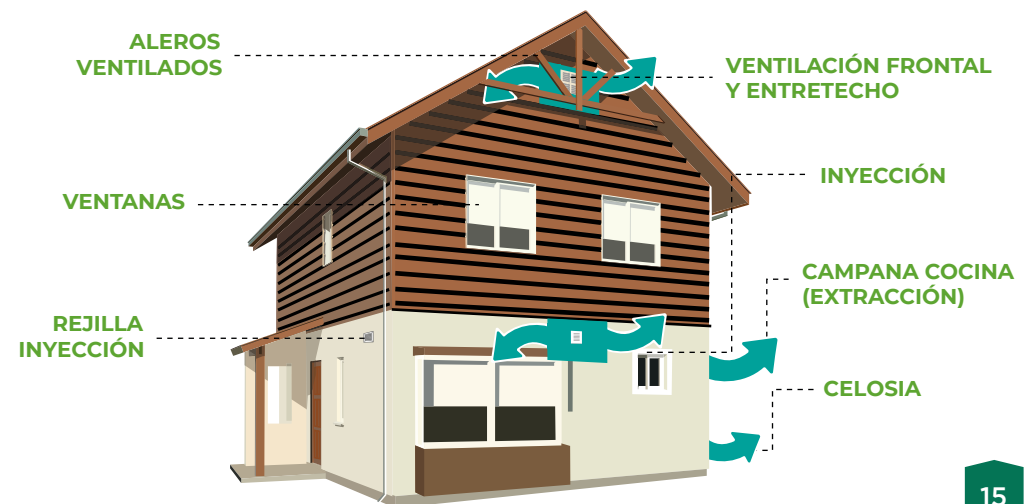 ALEROS
VENTILADOS
VENTILACIÓN FRONTAL
Y ENTRETECHO
INYECCIÓN
VENTANAS
CAMPANA COCINA
(EXTRACCIÓN)
REJILLA
INYECCIÓN
CELOSIA
15